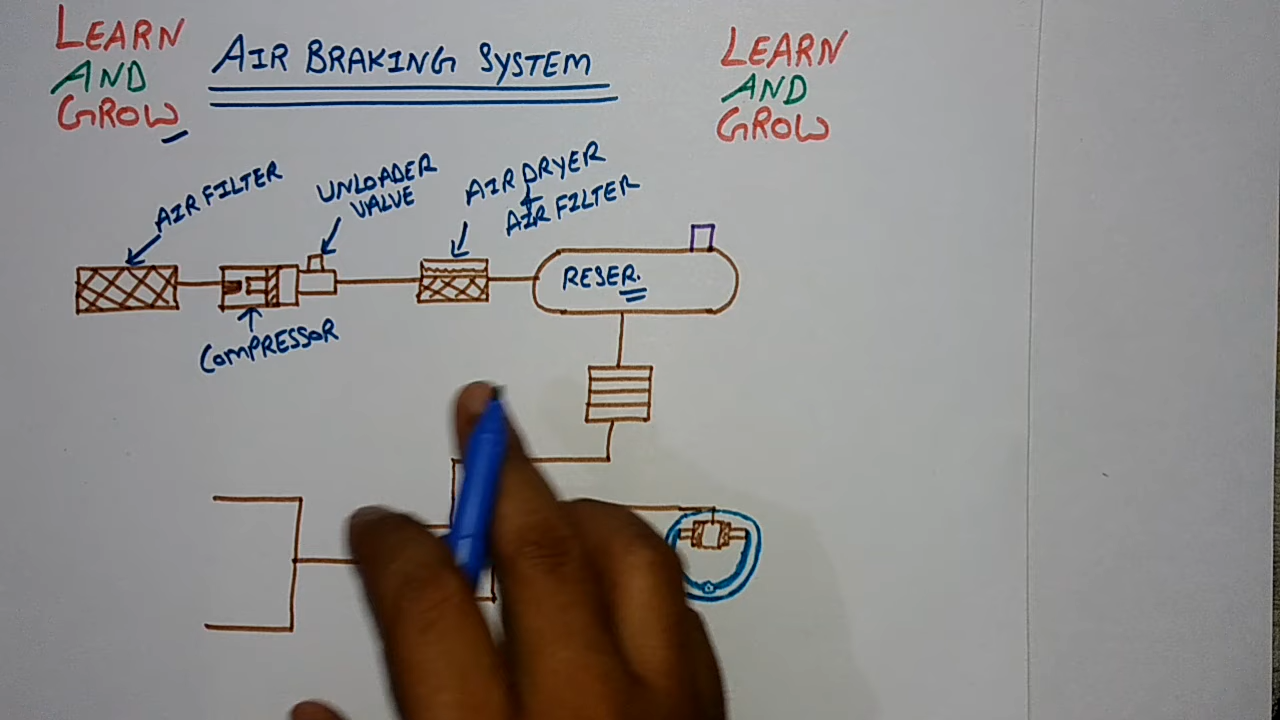 LEARN
AND
GROW
AIR BRAKING SYSTEM
LEARN
AND
GROW
AIR FILTER
UNLOADER
VALVE
AIR DRYER
+
AIR FILTER
RESER.
COMPRESSOR